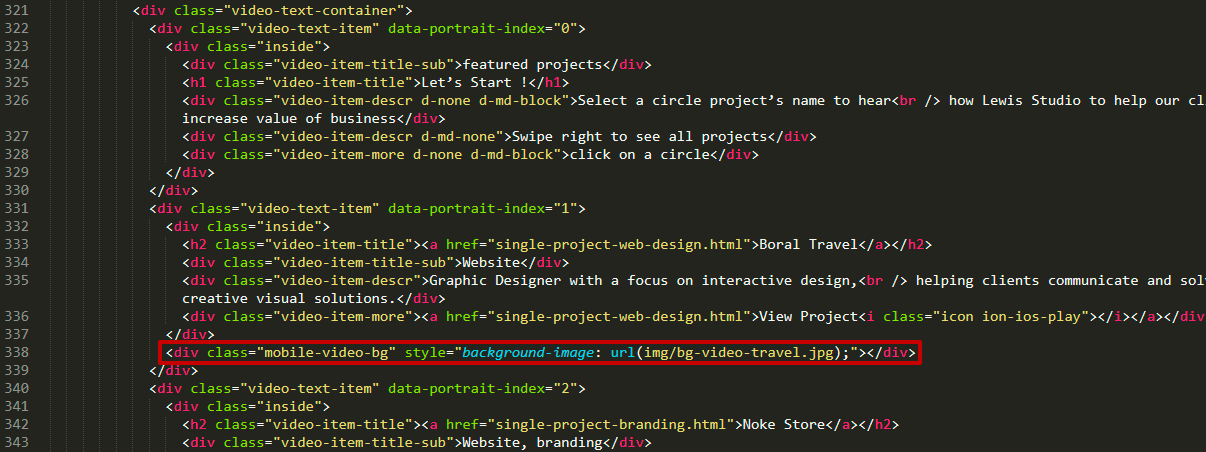 321 <div class="video-text-container">
322 <div class="video-text-item" data-portrait-index="0">
323 <div class="inside">
324 <div class="video-item-title-sub">featured projects</div>
325 <h1 class="video-item-title">Let’s Start !</h1>
326 <div class="video-item-descr d-none d-md-block">Select a circle project’s name to hear<br /> how Lewis Studio to help our cli
increase value of business</div>
327 <div class="video-item-descr d-md-none">Swipe right to see all projects</div>
328 <div class="video-item-more d-none d-md-block">click on a circle</div>
329 </div>
330 </div>
331 <div class="video-text-item" data-portrait-index="1">
332 <div class="inside">
333 <h2 class="video-item-title"><a href="single-project-web-design.html">Boral Travel</a></h2>
334 <div class="video-item-title-sub">Website</div>
335 <div class="video-item-descr">Graphic Designer with a focus on interactive design,<br /> helping clients communicate and sol
creative visual solutions.</div>
336 <div class="video-item-more"><a href="single-project-web-design.html">View Project<i class="icon ion-ios-play"></i></a></div
337 </div>
338 <div class="mobile-video-bg" style="background-image: url(img/bg-video-travel.jpg);"></div>
339 </div>
340 <div class="video-text-item" data-portrait-index="2">
341 <div class="inside">
342 <h2 class="video-item-title"><a href="single-project-branding.html">Noke Store</a></h2>
343 <div class="video-item-title-sub">Website, branding</div>